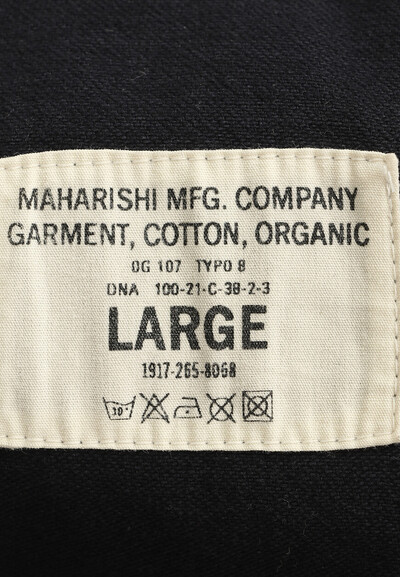 MAHARISHI MFG. COMPANY
GARMENT, COTTON, ORGANIC
OG 107 TYPO 8
DNA 100-21-C-38-2-3
LARGE
1917-265-8068
30°